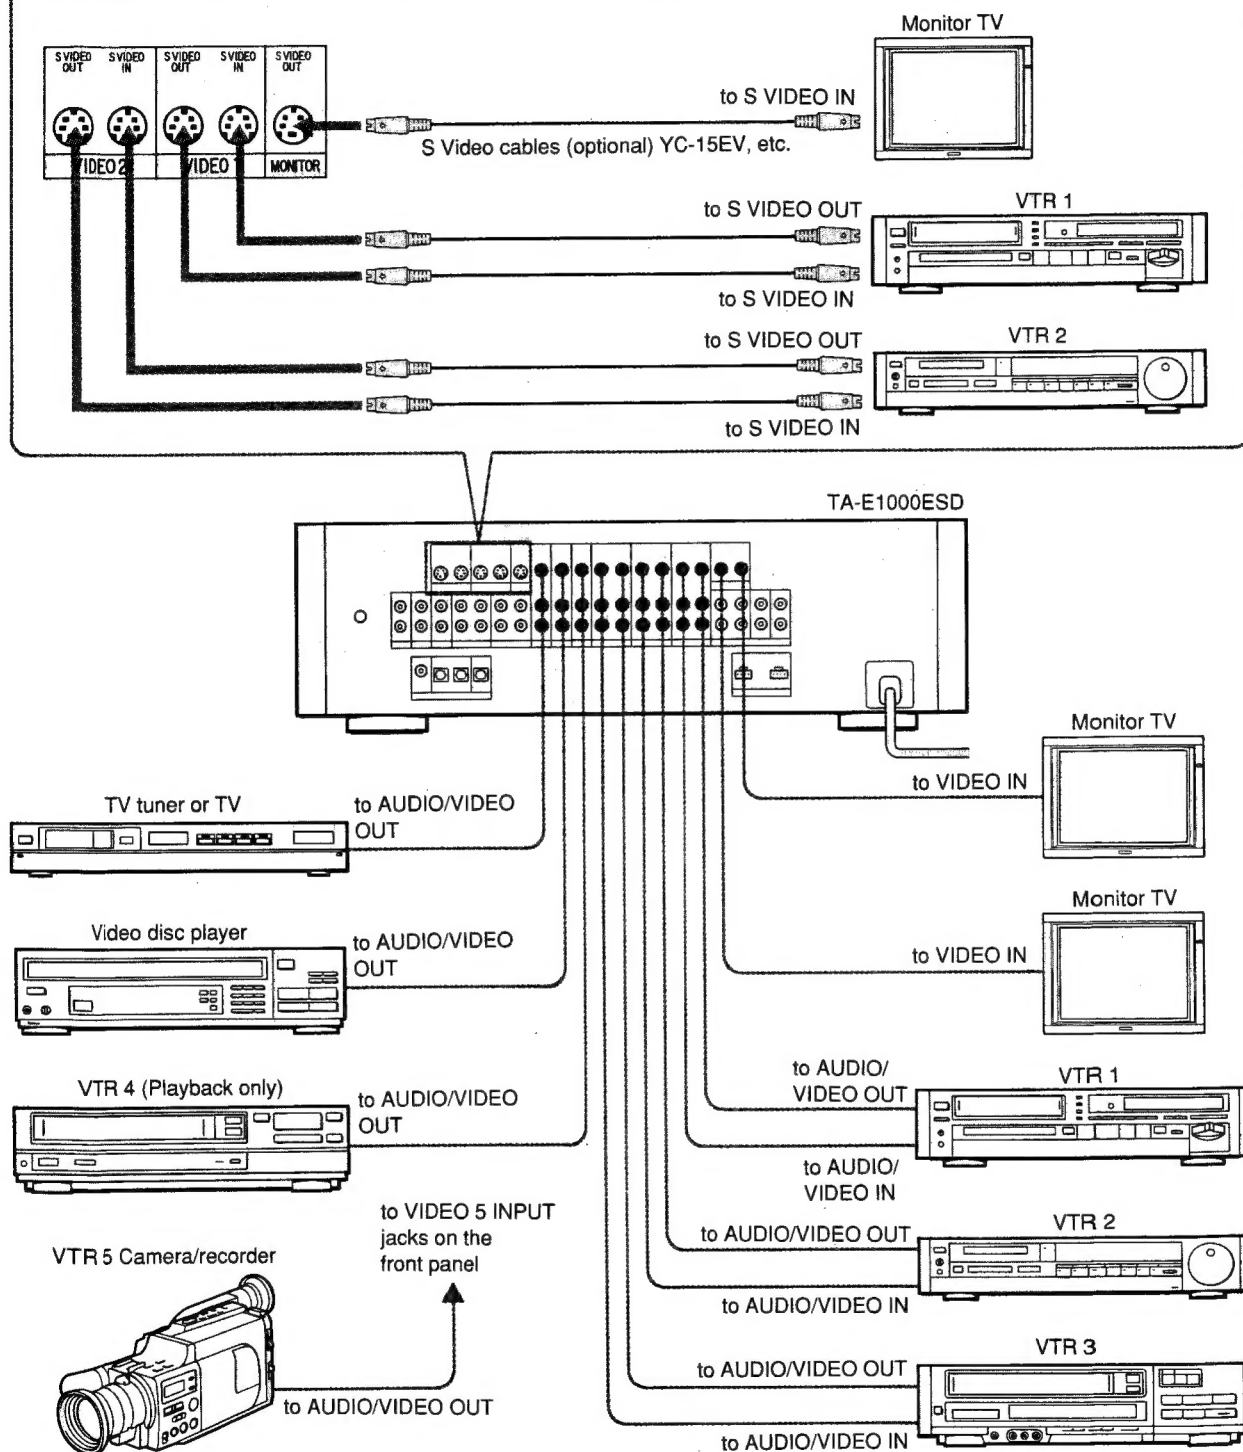 Monitor TV
S VIDEO OUT
S VIDEO IN
S VIDEO OUT
S VIDEO IN
S VIDEO OUT
VIDEO 2
VIDEO 1
MONITOR
to S VIDEO IN
S Video cables (optional) YC-15EV, etc.
to S VIDEO OUT
VTR 1
to S VIDEO IN
to S VIDEO OUT
VTR 2
to S VIDEO IN
TA-E1000ESD
Monitor TV
to VIDEO IN
TV tuner or TV
to AUDIO/VIDEO
OUT
Monitor TV
to VIDEO IN
Video disc player
to AUDIO/VIDEO
OUT
VTR 4 (Playback only)
to AUDIO/VIDEO
OUT
to AUDIO/
VIDEO OUT
VTR 1
to AUDIO/
VIDEO IN
to VIDEO 5 INPUT
jacks on the
front panel
VTR 5 Camera/recorder
to AUDIO/VIDEO OUT
to AUDIO/VIDEO OUT
VTR 2
to AUDIO/VIDEO IN
VTR 3
to AUDIO/VIDEO OUT
to AUDIO/VIDEO IN